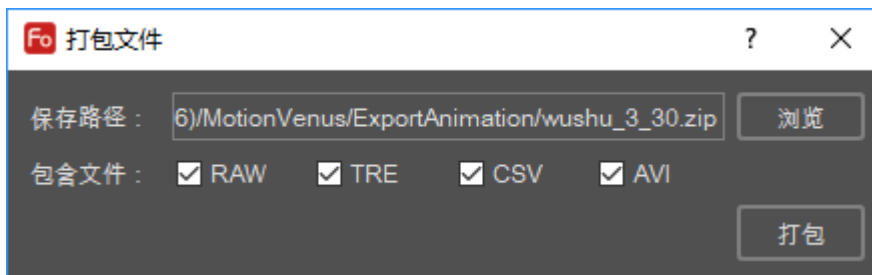 Fo 打包文件 ?
保存路径： 6)/MotionVenus/ExportAnimation/wushu_3_30.zip 浏览
包含文件： RAW TRE CSV AVI
打包